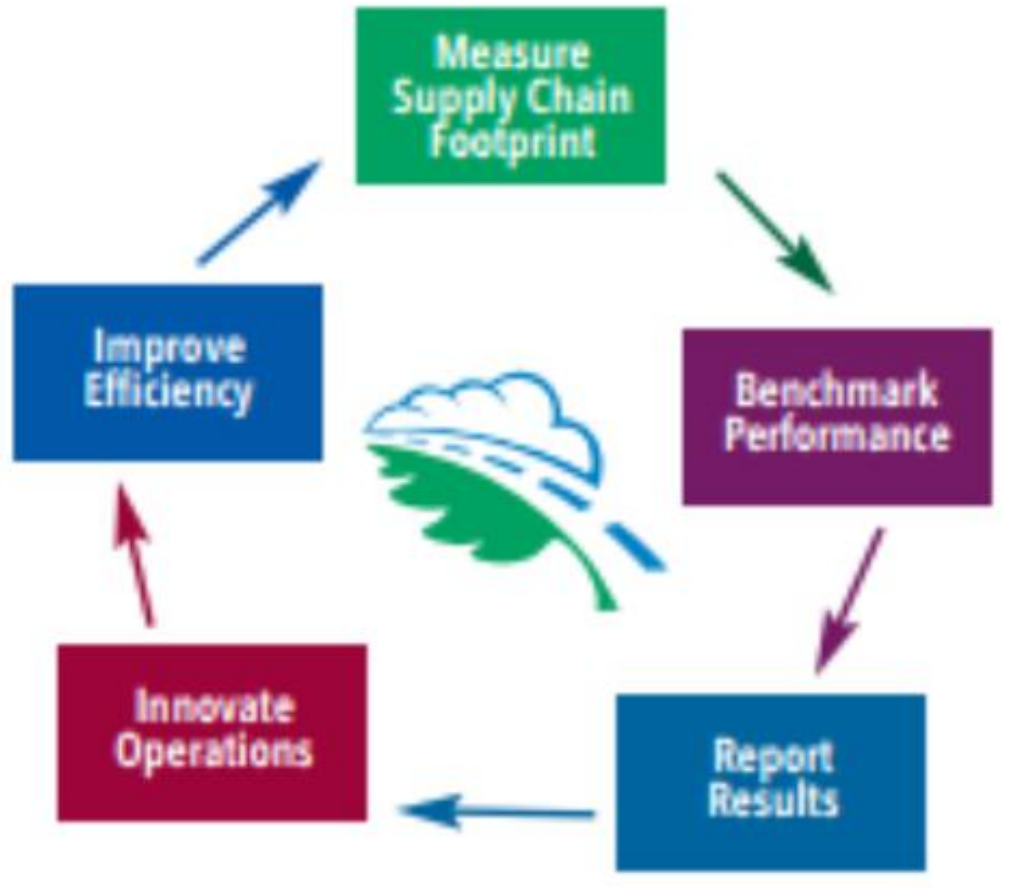 Measure
Supply Chain
Footprint
Benchmark
Performance
Report
Results
Innovate
Operations
Improve
Efficiency